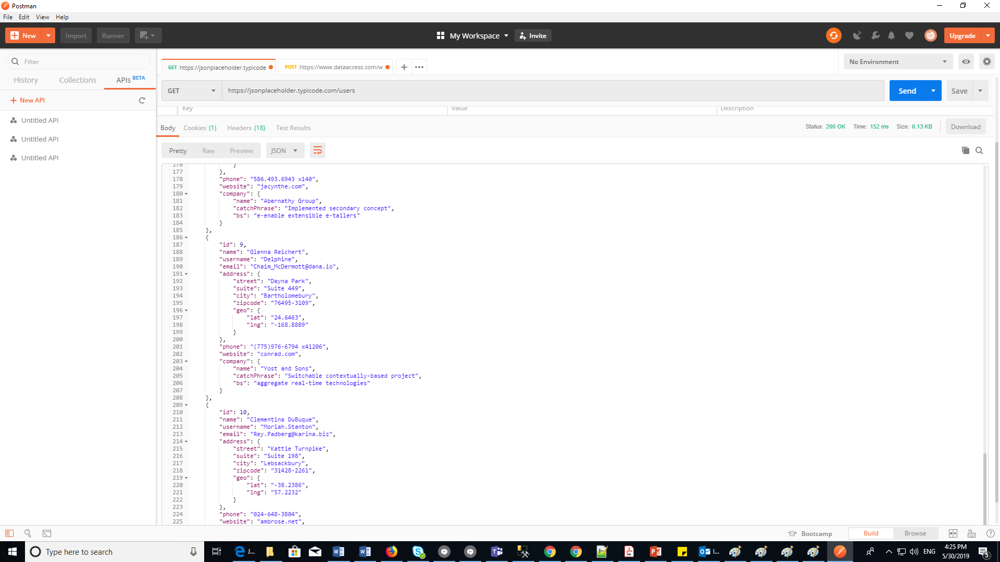 Postman
File Edit View Help
New Import Runner My Workspace Invite Upgrade
Filter
History Collections APIs BETA
New API
Untitled API
Untitled API
Untitled API
GET https://jsonplaceholder.typicode POST https://www.dataaccess.com/w No Environment
GET https://jsonplaceholder.typicode.com/users Send Save
Key Value Description
Body Cookies (1) Headers (18) Test Results Status: 200 OK Time: 152 ms Size: 6.13 KB Download
Pretty Raw Preview JSON
176 }
177 },
178 "phone": "586.493.6943 x140",
179 "website": "jacynthe.com",
180 "company": {
181 "name": "Abernathy Group",
182 "catchPhrase": "Implemented secondary concept",
183 "bs": "e-enable extensible e-tailers"
184 }
185 },
186 {
187 "id": 9,
188 "name": "Glenna Reichert",
189 "username": "Delphine",
190 "email": "Chaim_McDermott@dana.io",
191 "address": {
192 "street": "Dayna Park",
193 "suite": "Suite 449",
194 "city": "Bartholomebury",
195 "zipcode": "76495-3109",
196 "geo": {
197 "lat": "24.6463",
198 "lng": "-168.8889"
199 }
200 },
201 "phone": "(775)976-6794 x41206",
202 "website": "conrad.com",
203 "company": {
204 "name": "Yost and Sons",
205 "catchPhrase": "Switchable contextually-based project",
206 "bs": "aggregate real-time technologies"
207 }
208 },
209 {
210 "id": 10,
211 "name": "Clementina DuBuque",
212 "username": "Moriah.Stanton",
213 "email": "Rey.Padberg@karina.biz",
214 "address": {
215 "street": "Kattie Turnpike",
216 "suite": "Suite 198",
217 "city": "Lebsackbury",
218 "zipcode": "31428-2261",
219 "geo": {
220 "lat": "-38.2386",
221 "lng": "57.2232"
222 }
223 },
224 "phone": "024-648-3804",
225 "website": "ambrose.net",
Bootcamp Build Browse
Type here to search J... I... ENG 4:25 PM
5/30/2019 5